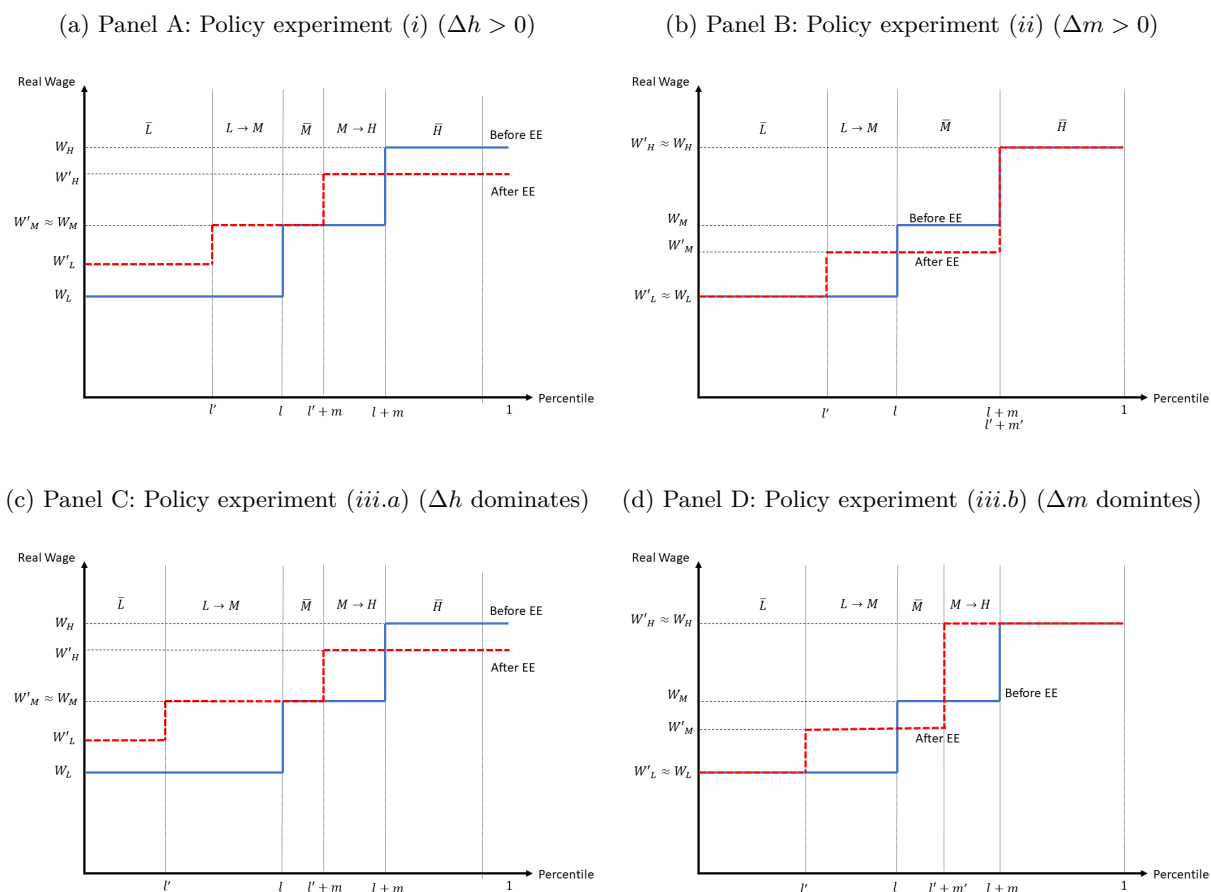 (a) Panel A: Policy experiment (i) (Δh > 0)
Real Wage
L̄
L → M
M̄
M → H
H̄
Before EE
W_H
W'_H
After EE
W'_M ≈ W_M
W'_L
W_L
l'
l
l' + m
l + m
1
Percentile
(b) Panel B: Policy experiment (ii) (Δm > 0)
Real Wage
L̄
L → M
M̄
H̄
W'_H ≈ W_H
W_M
Before EE
W'_M
After EE
W'_L ≈ W_L
l'
l
l + m
l' + m'
1
Percentile
(c) Panel C: Policy experiment (iii.a) (Δh dominates)
Real Wage
L̄
L → M
M̄
M → H
H̄
Before EE
W_H
W'_H
After EE
W'_M ≈ W_M
W'_L
W_L
l'
l
l' + m
l + m
1
Percentile
(d) Panel D: Policy experiment (iii.b) (Δm domintes)
Real Wage
L̄
L → M
M̄
M → H
H̄
W'_H ≈ W_H
W_M
Before EE
W'_M
After EE
W'_L ≈ W_L
l'
l
l' + m'
l + m
1
Percentile